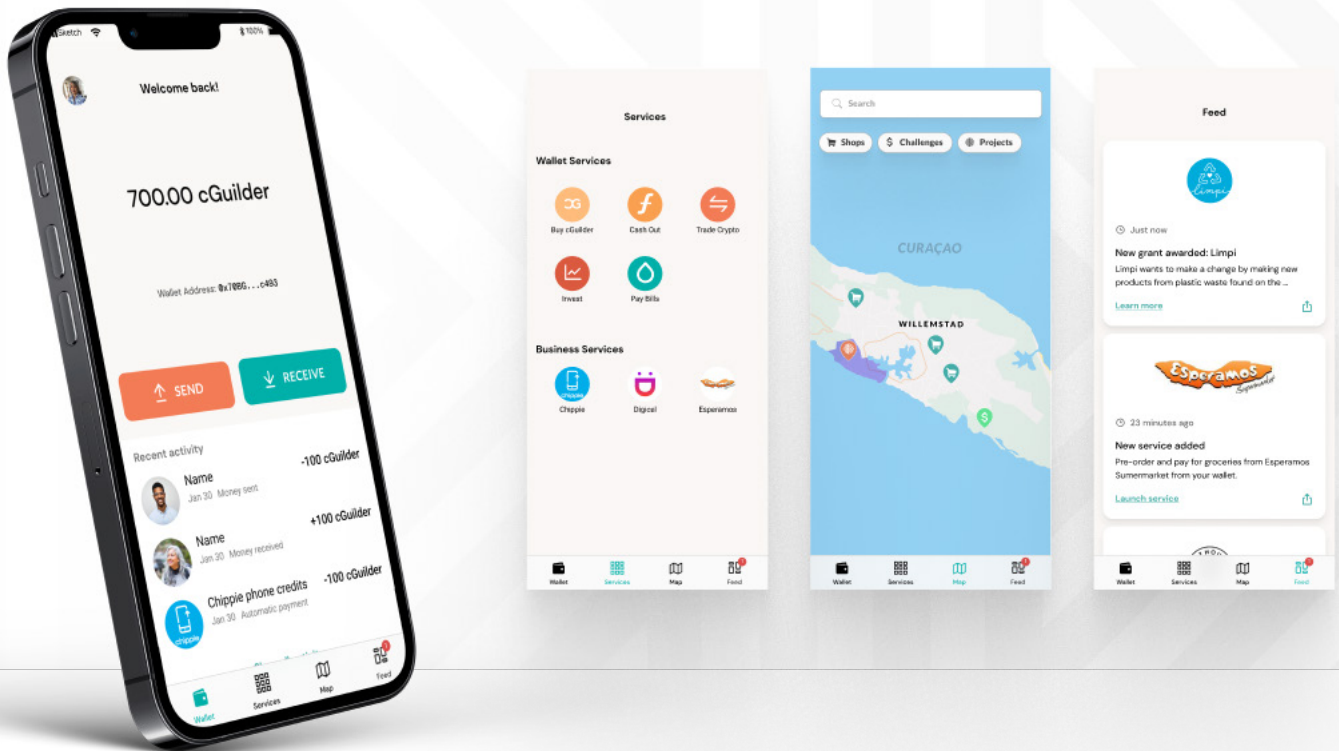 Sketch
100%
Welcome back!
700.00 cGuilder
Wallet Address: 0x70BG...c4B3
SEND
RECEIVE
Recent activity
Name
-100 cGuilder
Jan 30 Money sent
Name
+100 cGuilder
Jan 30 Money received
Chippie phone credits
-100 cGuilder
Jan 30 Automatic payment
chippie
Wallet
Services
Map
Feed
Services
Wallet Services
Buy cGuilder
Cash Out
Trade Crypto
Invest
Pay Bills
Business Services
chippie
Chippie
Digicel
Esperamos
Wallet
Services
Map
Feed
Search
Shops
Challenges
Projects
CURAÇAO
WILLEMSTAD
Wallet
Services
Map
Feed
Feed
limpi
Just now
New grant awarded: Limpi
Limpi wants to make a change by making new
products from plastic waste found on the ...
Learn more
Esperamos
Supermarket
23 minutes ago
New service added
Pre-order and pay for groceries from Esperamos
Sumermarket from your wallet.
Launch service
Wallet
Services
Map
Feed